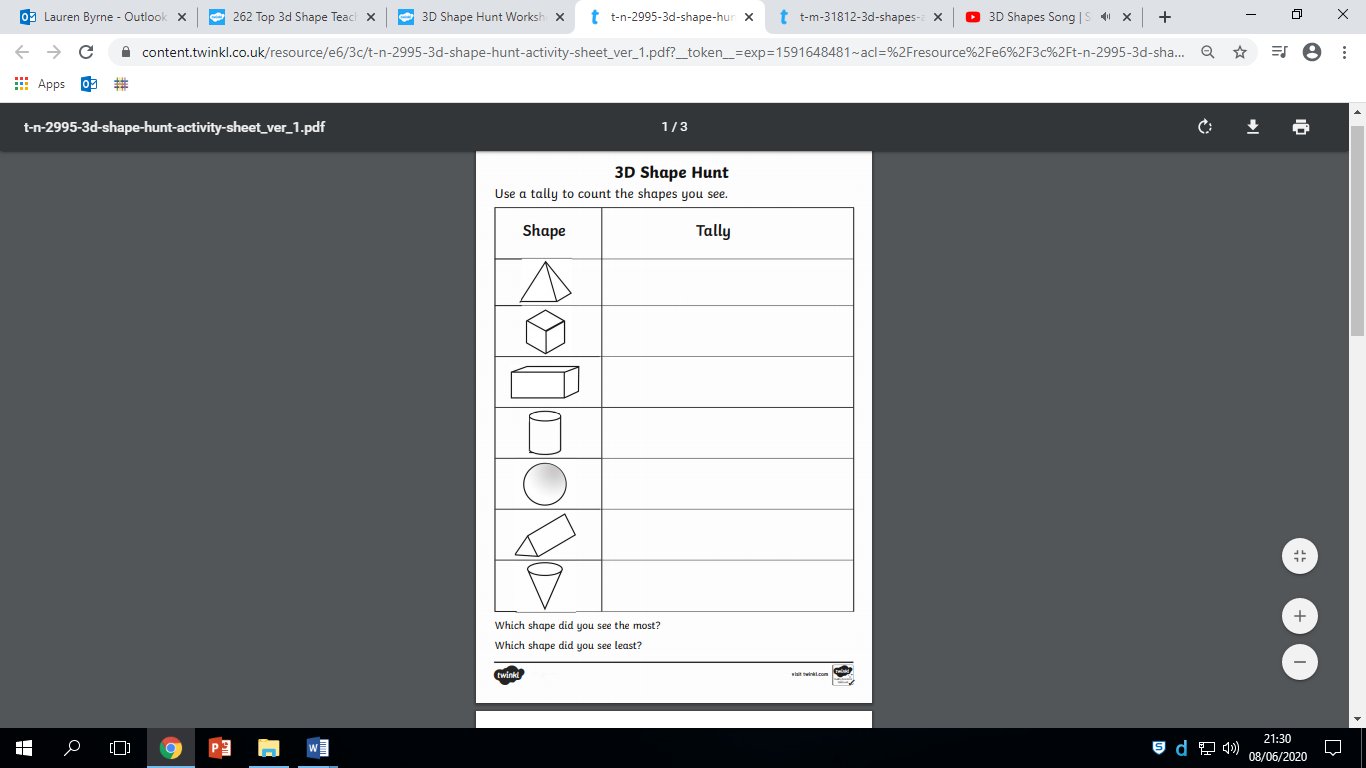 Lauren Byrne - Outlook
262 Top 3d Shape Teac
3D Shape Hunt Worksh
t-n-2995-3d-shape-hun
t-m-31812-3d-shapes-a
3D Shapes Song | S
content.twinkl.co.uk/resource/e6/3c/t-n-2995-3d-shape-hunt-activity-sheet_ver_1.pdf?__token__=exp=1591648481~acl=%2Fresource%2Fe6%2F3c%2Ft-n-2995-3d-sha...
Apps
t-n-2995-3d-shape-hunt-activity-sheet_ver_1.pdf
1 / 3
3D Shape Hunt
Use a tally to count the shapes you see.
Shape
Tally
Which shape did you see the most?
Which shape did you see least?
twinkl
visit twinkl.com
twinkl
21:30
08/06/2020